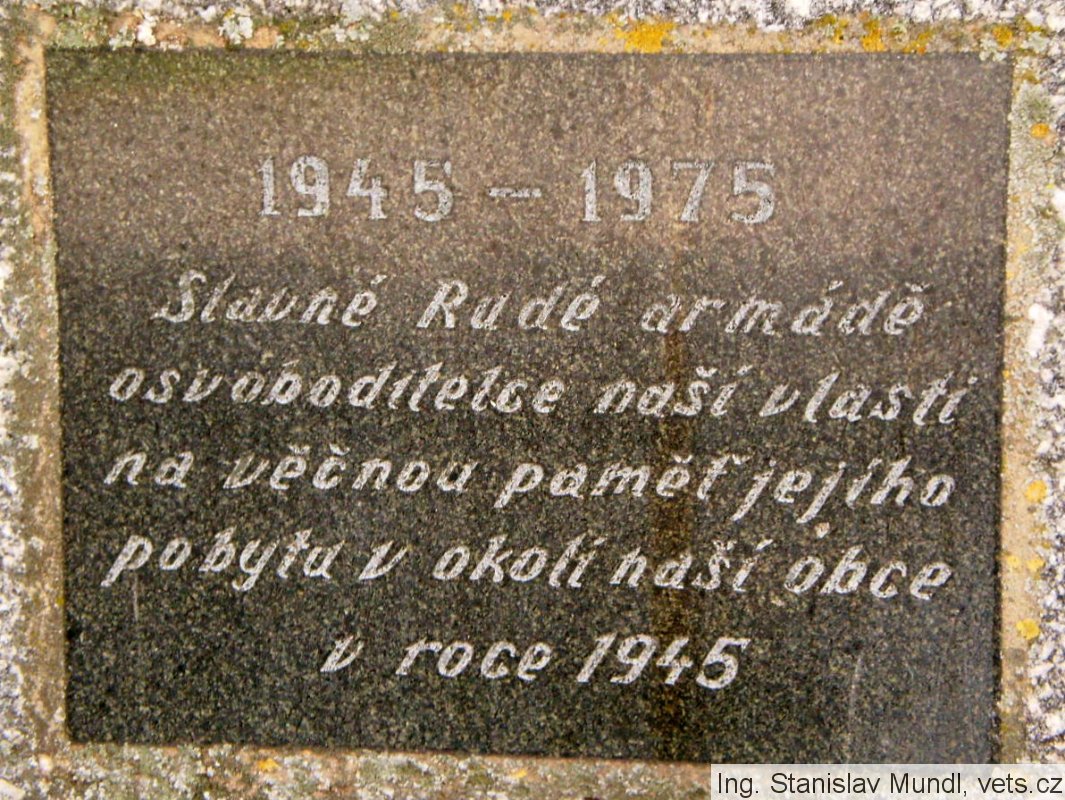 1945 - 1975
Slavné Rudé armádě
osvoboditelce naší vlasti
na věčnou paměť jejího
pobytu v okolí naší obce
v roce 1945
Ing. Stanislav Mundl, vets.cz